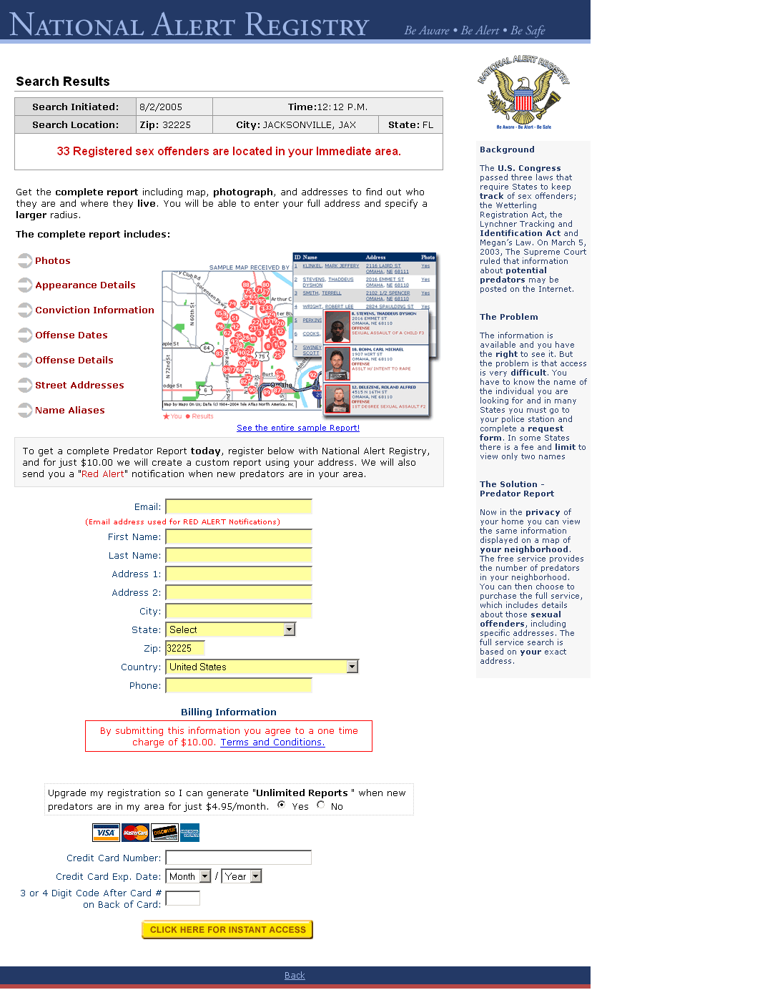 NATIONAL ALERT REGISTRY
Be Aware • Be Alert • Be Safe
NATIONAL ALERT REGISTRY
Be Aware - Be Alert - Be Safe
Search Results
Search Initiated: 8/2/2005 Time:12:12 P.M.
Search Location: Zip: 32225 City: JACKSONVILLE, JAX State: FL
33 Registered sex offenders are located in your Immediate area.
Get the complete report including map, photograph, and addresses to find out who
they are and where they live. You will be able to enter your full address and specify a
larger radius.
The complete report includes:
Photos
Appearance Details
Conviction Information
Offense Dates
Offense Details
Street Addresses
Name Aliases
SAMPLE MAP RECEIVED BY
ID Name Address Photo
1 KLINKEL, MARK JEFFERY 2116 LAIRD ST Yes
OMAHA, NE 68111
2 STEVENS, THADDEUS 2016 EMMET ST Yes
DYSHON OMAHA, NE 68110
3 SMITH, TERRELL 2102 1/2 SPENCER Yes
OMAHA, NE 68110
4 WRIGHT, ROBERT LEE 2824 SPAULDING ST Yes
5 PERKINS
6 COOKS,
7 SWINEY
SCOTT
8. STEVENS, THADDEUS DYSHON
2016 EMMET ST
OMAHA, NE 68110
OFFENSE
SEXUAL ASSAULT OF A CHILD F3
10. BOHM, CARL MICHAEL
1907 WIRT ST
OMAHA, NE 68110
OFFENSE
ASSLT W/ INTENT TO RAPE
12. DELEZENE, ROLAND ALFRED
4515 N 16TH ST
OMAHA, NE 68110
OFFENSE
1ST DEGREE SEXUAL ASSAULT F2
Omaha
Map by Maps On Us; Data (c) 1984-2004 Tele Atlas North America, Inc.
You Results
See the entire sample Report!
To get a complete Predator Report today, register below with National Alert Registry,
and for just $10.00 we will create a custom report using your address. We will also
send you a "Red Alert" notification when new predators are in your area.
Email:
(Email address used for RED ALERT Notifications)
First Name:
Last Name:
Address 1:
Address 2:
City:
State: Select
Zip: 32225
Country: United States
Phone:
Billing Information
By submitting this information you agree to a one time
charge of $10.00. Terms and Conditions.
Upgrade my registration so I can generate "Unlimited Reports " when new
predators are in my area for just $4.95/month. Yes No
VISA MasterCard DISCOVER AMERICAN EXPRESS
Credit Card Number:
Credit Card Exp. Date: Month / Year
3 or 4 Digit Code After Card #
on Back of Card:
CLICK HERE FOR INSTANT ACCESS
Background
The U.S. Congress
passed three laws that
require States to keep
track of sex offenders;
the Wetterling
Registration Act, the
Lynchner Tracking and
Identification Act and
Megan's Law. On March 5,
2003, The Supreme Court
ruled that information
about potential
predators may be
posted on the Internet.
The Problem
The information is
available and you have
the right to see it. But
the problem is that access
is very difficult. You
have to know the name of
the individual you are
looking for and in many
States you must go to
your police station and
complete a request
form. In some States
there is a fee and limit to
view only two names
The Solution -
Predator Report
Now in the privacy of
your home you can view
the same information
displayed on a map of
your neighborhood.
The free service provides
the number of predators
in your neighborhood.
You can then choose to
purchase the full service,
which includes details
about those sexual
offenders, including
specific addresses. The
full service search is
based on your exact
address.
Back